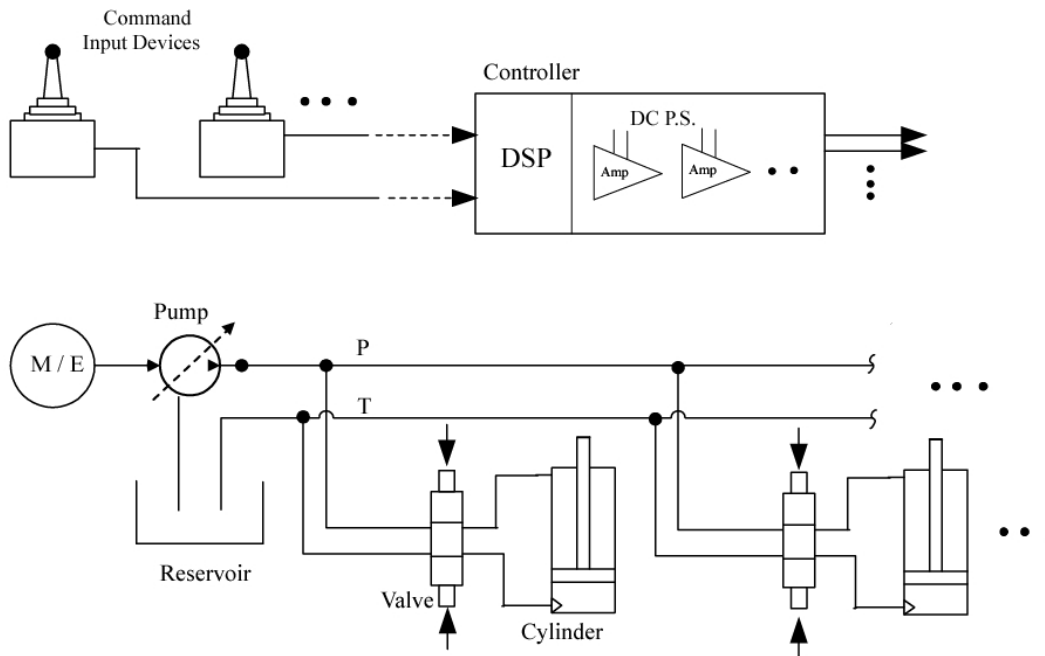 Command
Input Devices
Controller
DC P.S.
DSP
Amp
Amp
Pump
M / E
P
T
Reservoir
Valve
Cylinder